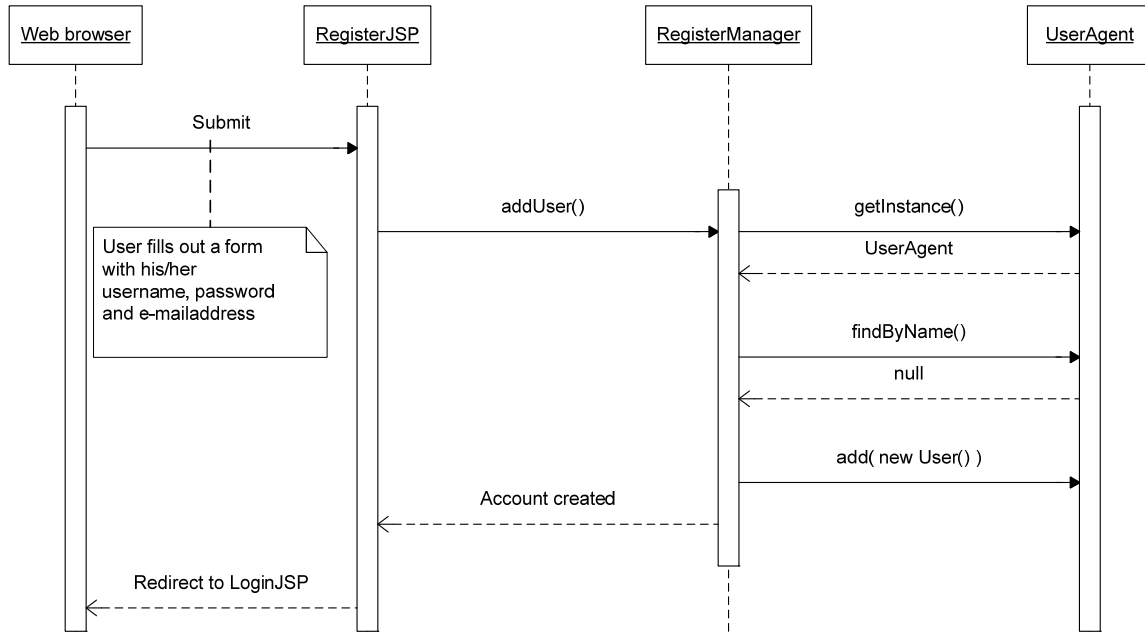 Web browser
RegisterJSP
RegisterManager
UserAgent
Submit
addUser()
getInstance()
UserAgent
User fills out a form
with his/her
username, password
and e-mailaddress
findByName()
null
add( new User() )
Account created
Redirect to LoginJSP